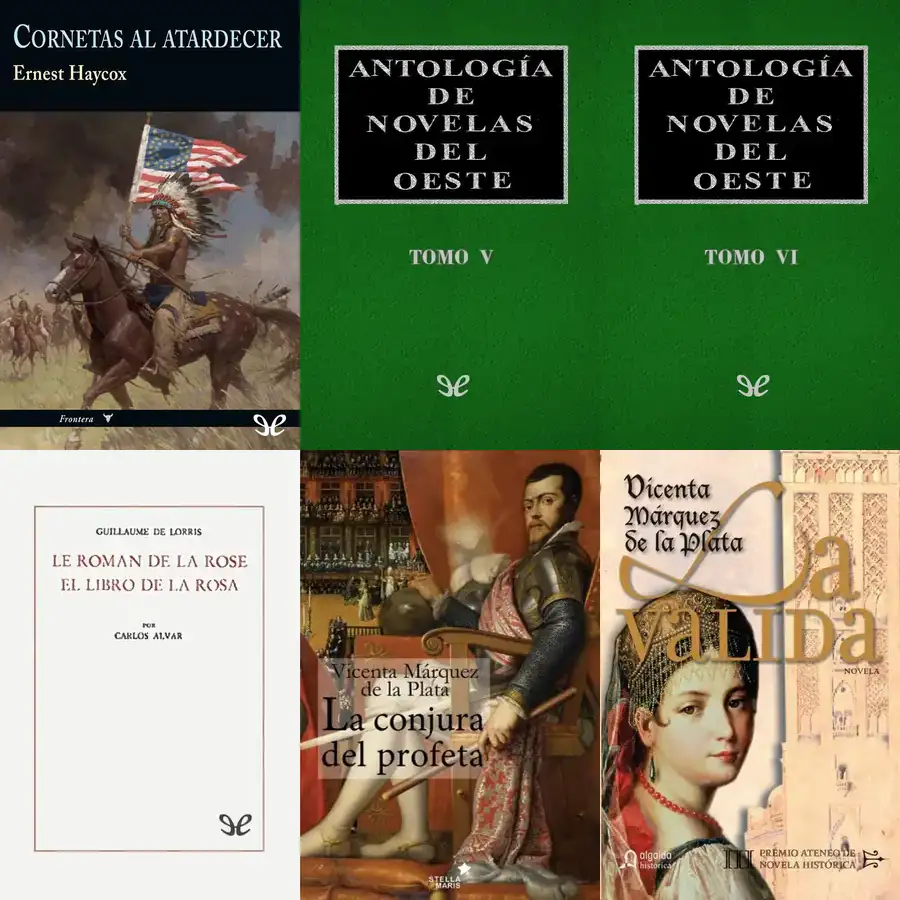 CORNETAS AL ATARDECER
Ernest Haycox
Frontera
ANTOLOGÍA
DE
NOVELAS
DEL
OESTE
TOMO V
ANTOLOGÍA
DE
NOVELAS
DEL
OESTE
TOMO VI
GUILLAUME DE LORRIS
LE ROMAN DE LA ROSE
EL LIBRO DE LA ROSA
POR
CARLOS ALVAR
Vicenta Márquez
de la Plata
La conjura
del profeta
STELLA
MARIS
Vicenta
Márquez
de la Plata
La
VALIDA
NOVELA
algaida
histórica
III PREMIO ATENEO DE
NOVELA HISTÓRICA